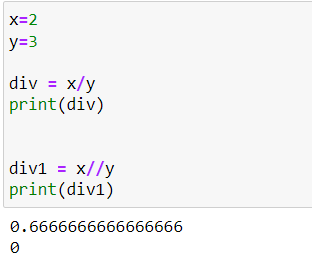 x=2
y=3
div = x/y
print(div)
div1 = x//y
print(div1)
0.6666666666666666
0